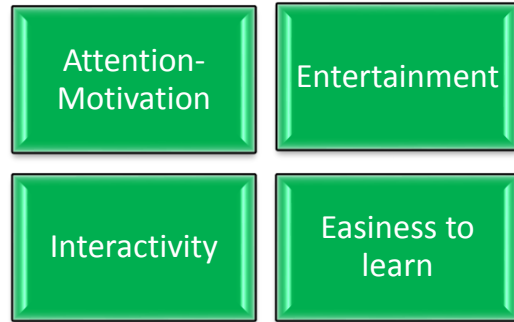 Attention-
Motivation
Entertainment
Interactivity
Easiness to
learn